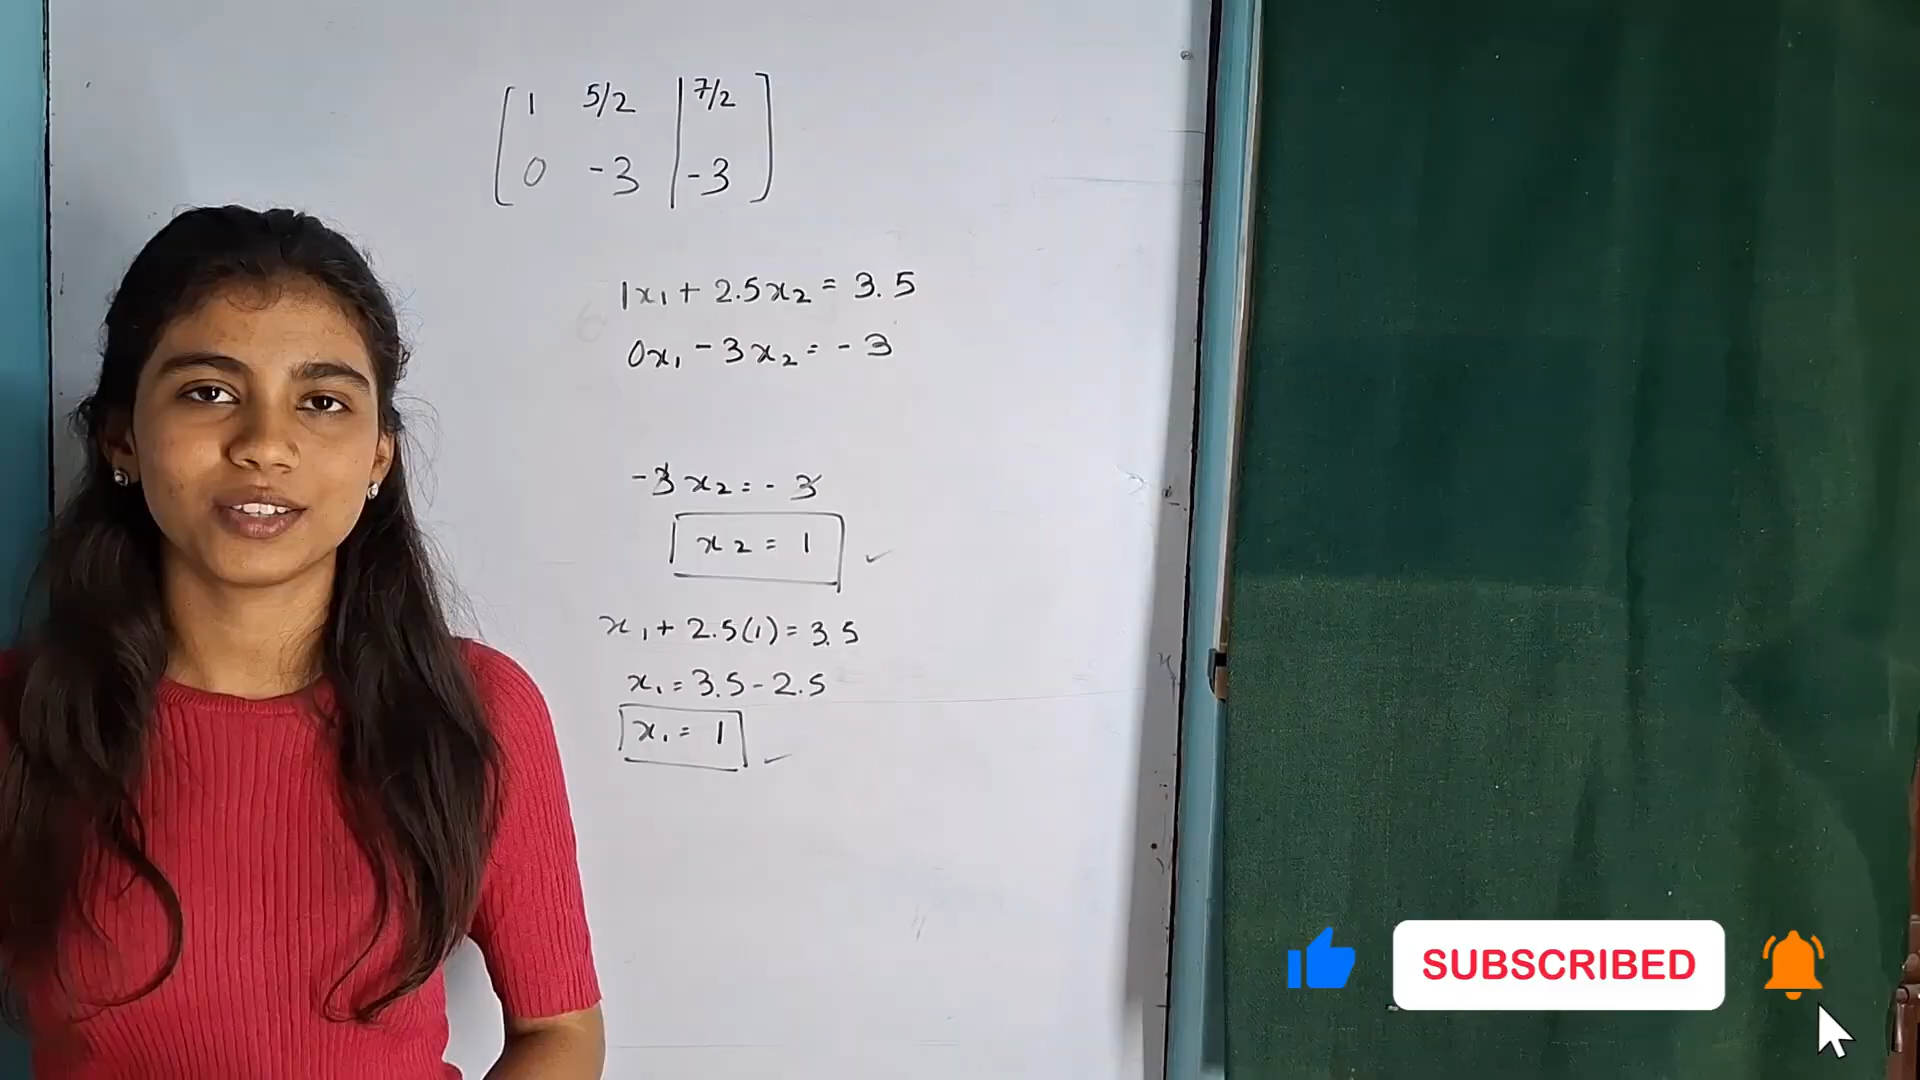 1 5/2 | 7/2
0 -3 | -3
1x₁ + 2.5x₂ = 3.5
0x₁ - 3x₂ = -3
-3x₂ = -3
x₂ = 1
x₁ + 2.5(1) = 3.5
x₁ = 3.5 - 2.5
x₁ = 1
SUBSCRIBED